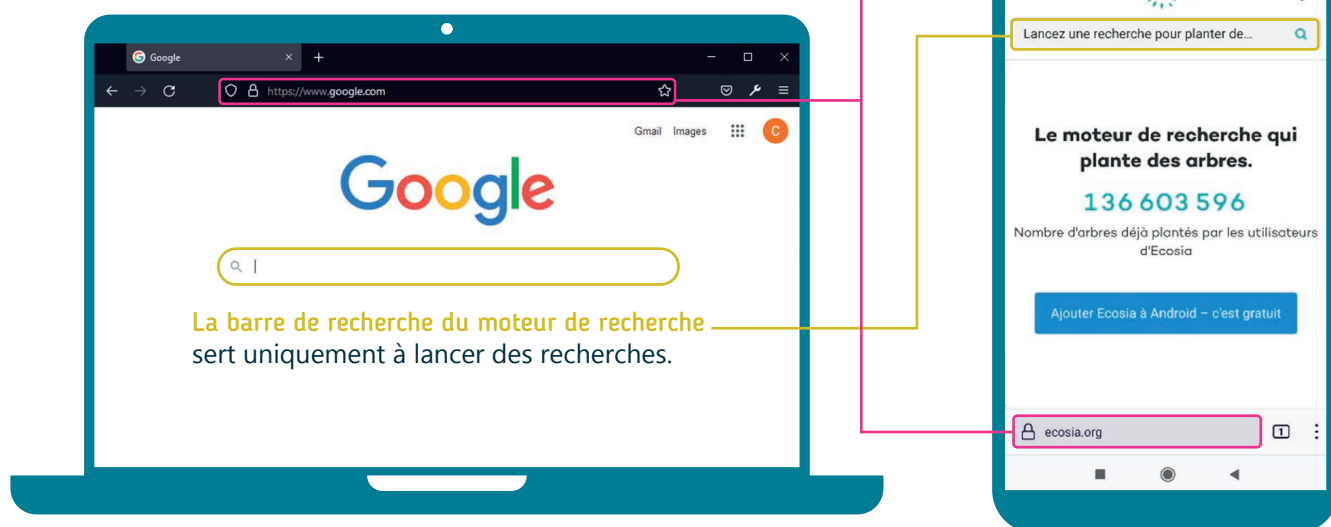 Google
https://www.google.com
Gmail Images
C
Google
La barre de recherche du moteur de recherche
sert uniquement à lancer des recherches.
Lancez une recherche pour planter de...
Le moteur de recherche qui
plante des arbres.
136 603 596
Nombre d'arbres déjà plantés par les utilisateurs
d'Ecosia
Ajouter Ecosia à Android – c'est gratuit
ecosia.org
1